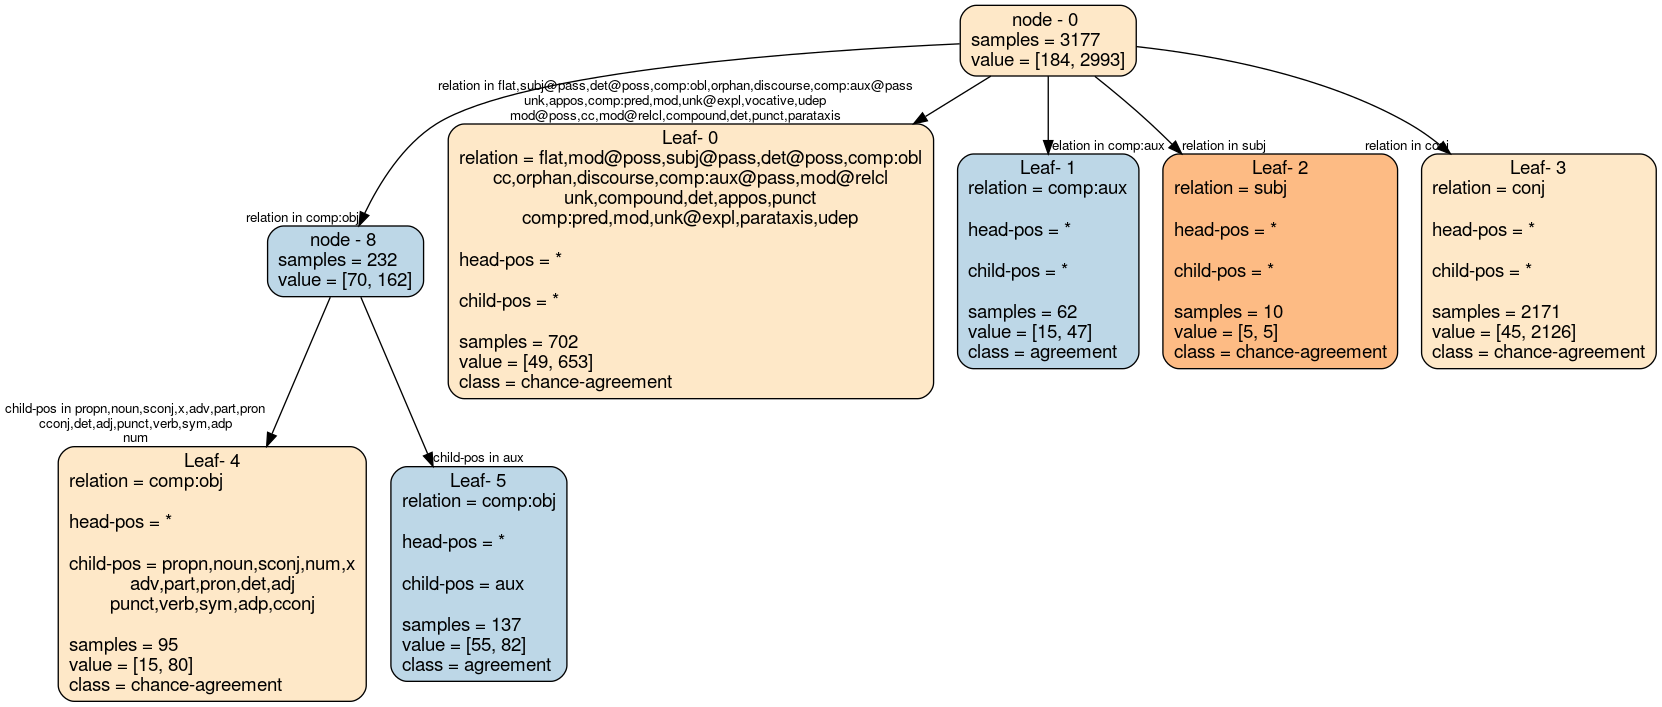 node - 0
samples = 3177
value = [184, 2993]
relation in flat,subj@pass,det@poss,comp:obl,orphan,discourse,comp:aux@pass
unk,appos,comp:pred,mod,unk@expl,vocative,udep
mod@poss,cc,mod@relcl,compound,det,punct,parataxis
relation in comp:aux
relation in subj
relation in conj
relation in comp:obj
node - 8
samples = 232
value = [70, 162]
Leaf- 0
relation = flat,mod@poss,subj@pass,det@poss,comp:obl
cc,orphan,discourse,comp:aux@pass,mod@relcl
unk,compound,det,appos,punct
comp:pred,mod,unk@expl,parataxis,udep
head-pos = *
child-pos = *
samples = 702
value = [49, 653]
class = chance-agreement
Leaf- 1
relation = comp:aux
head-pos = *
child-pos = *
samples = 62
value = [15, 47]
class = agreement
Leaf- 2
relation = subj
head-pos = *
child-pos = *
samples = 10
value = [5, 5]
class = chance-agreement
Leaf- 3
relation = conj
head-pos = *
child-pos = *
samples = 2171
value = [45, 2126]
class = chance-agreement
child-pos in propn,noun,sconj,x,adv,part,pron
cconj,det,adj,punct,verb,sym,adp
num
child-pos in aux
Leaf- 4
relation = comp:obj
head-pos = *
child-pos = propn,noun,sconj,num,x
adv,part,pron,det,adj
punct,verb,sym,adp,cconj
samples = 95
value = [15, 80]
class = chance-agreement
Leaf- 5
relation = comp:obj
head-pos = *
child-pos = aux
samples = 137
value = [55, 82]
class = agreement